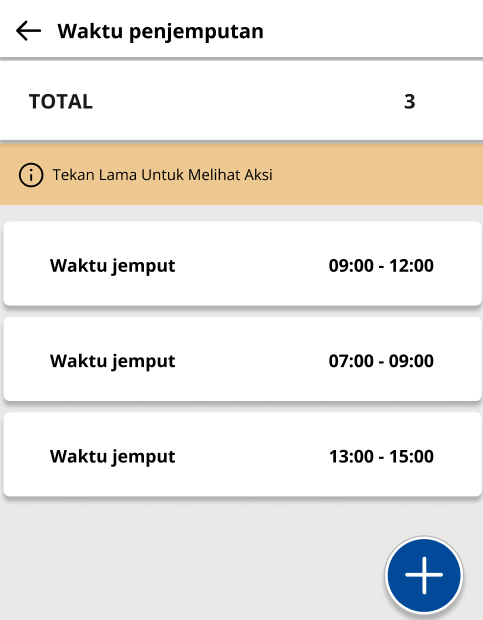 Waktu penjemputan
TOTAL 3
Tekan Lama Untuk Melihat Aksi
Waktu jemput 09:00 - 12:00
Waktu jemput 07:00 - 09:00
Waktu jemput 13:00 - 15:00